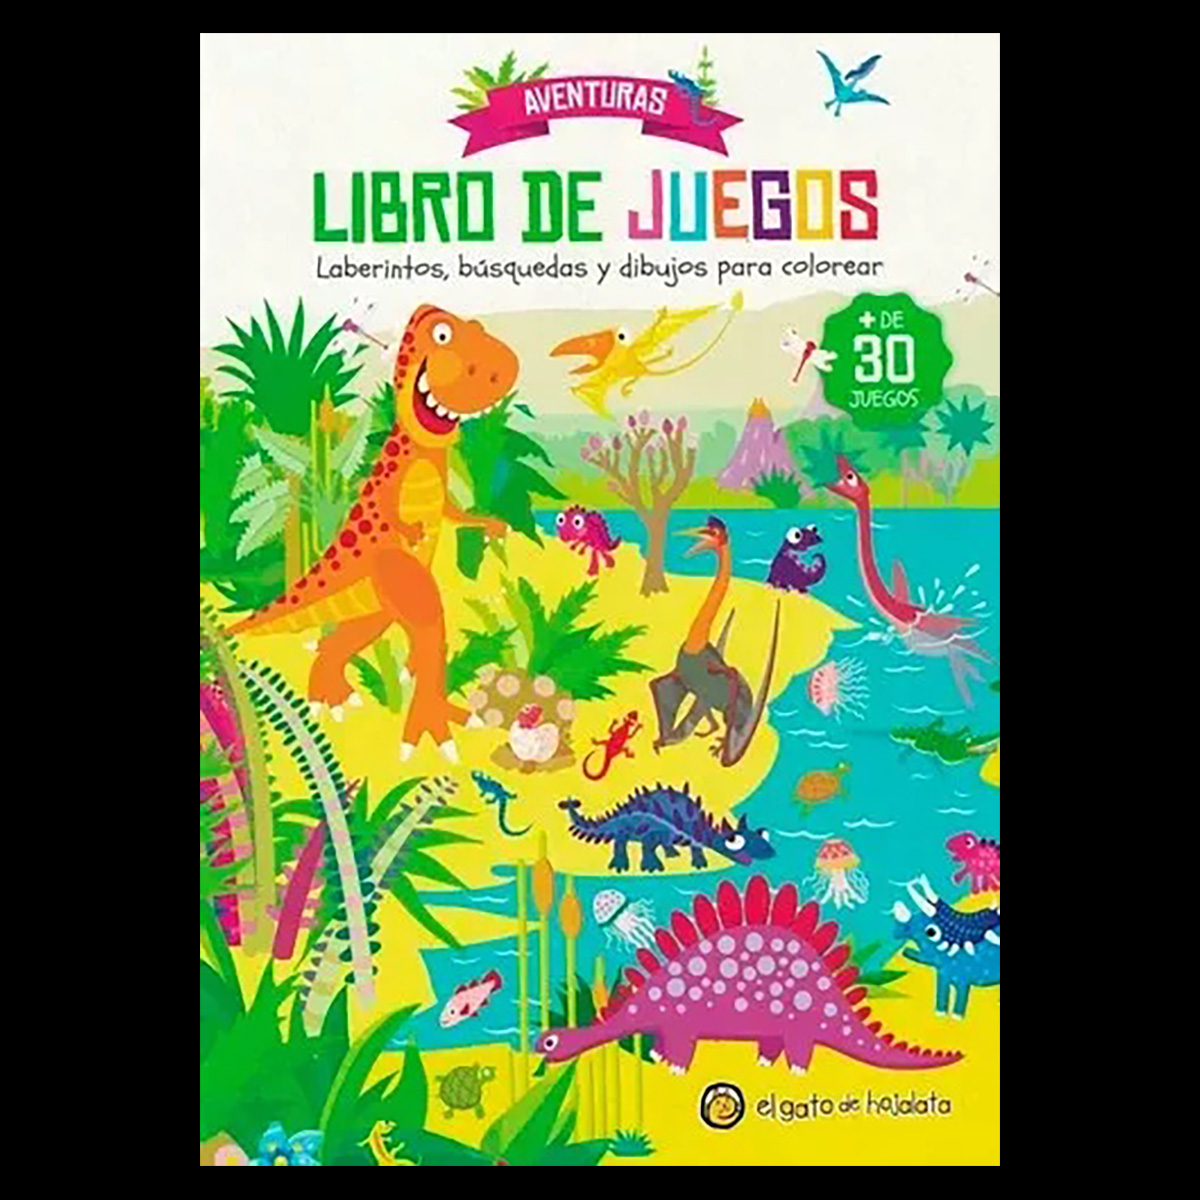 AVENTURAS
LIBRO DE JUEGOS
Laberintos, búsquedas y dibujos para colorear
+ DE
30
JUEGOS
el gato de hojalata